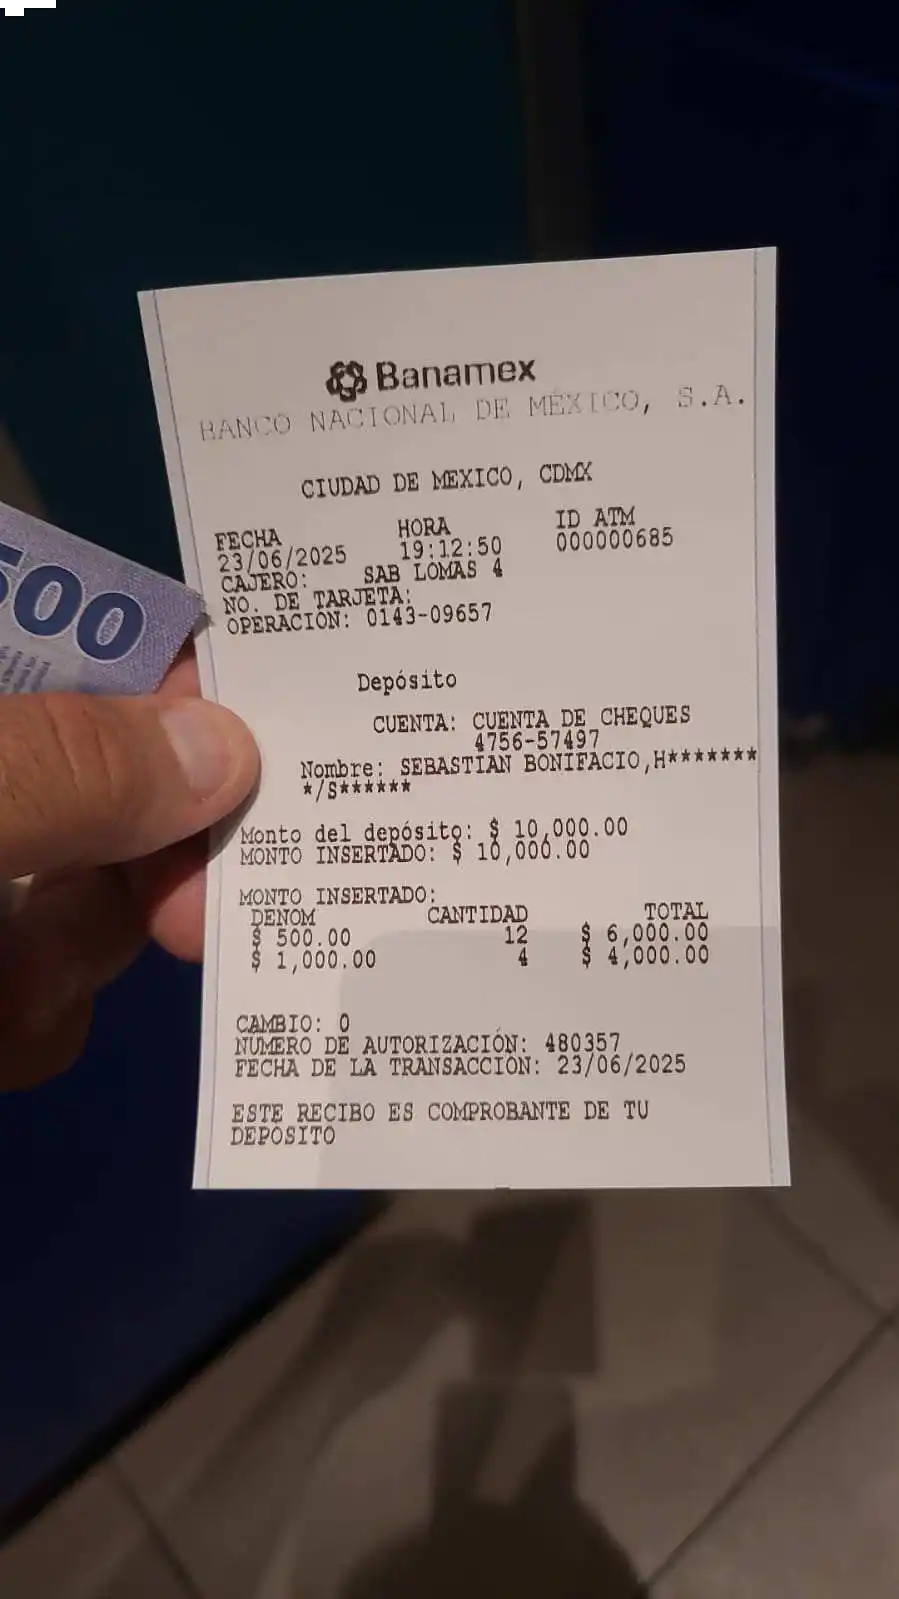 Banamex
BANCO NACIONAL DE MÉXICO, S.A.
CIUDAD DE MEXICO, CDMX
FECHA HORA ID ATM
23/06/2025 19:12:50 000000685
CAJERO: SAB LOMAS 4
NO. DE TARJETA:
OPERACIÓN: 0143-09657
Depósito
CUENTA: CUENTA DE CHEQUES
4756-57497
Nombre: SEBASTIAN BONIFACIO,H*******
*/S******
Monto del depósito: $ 10,000.00
MONTO INSERTADO: $ 10,000.00
MONTO INSERTADO:
DENOM CANTIDAD TOTAL
$ 500.00 12 $ 6,000.00
$ 1,000.00 4 $ 4,000.00
CAMBIO: 0
NÚMERO DE AUTORIZACIÓN: 480357
FECHA DE LA TRANSACCIÓN: 23/06/2025
ESTE RECIBO ES COMPROBANTE DE TU
DEPÓSITO
500